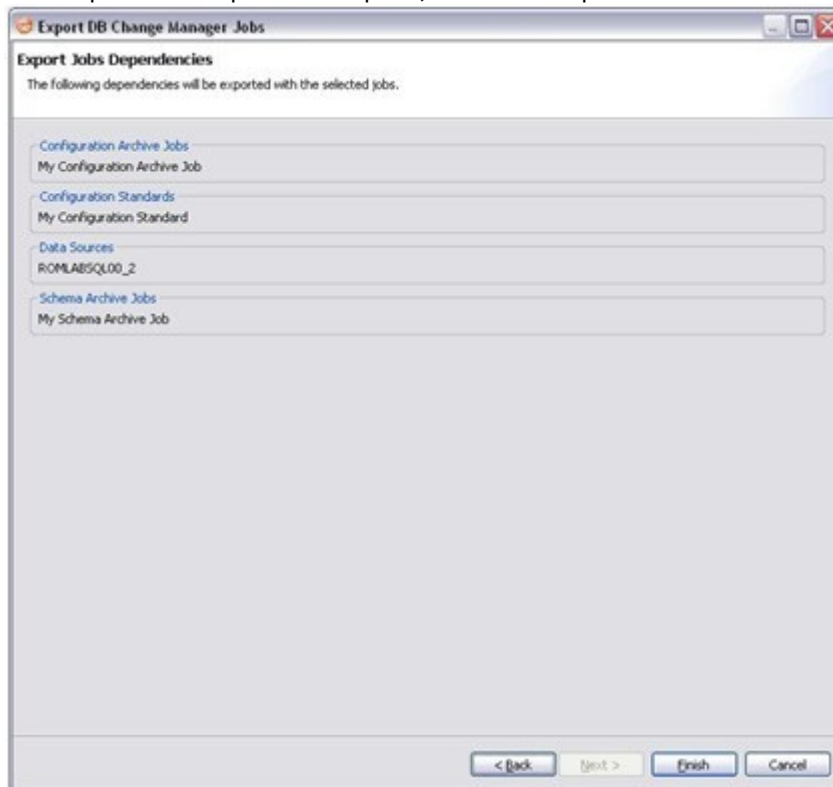 Export DB Change Manager Jobs
Export Jobs Dependencies
The following dependencies will be exported with the selected jobs.
Configuration Archive Jobs
My Configuration Archive Job
Configuration Standards
My Configuration Standard
Data Sources
ROMLABSQL00_2
Schema Archive Jobs
My Schema Archive Job
< Back Next > Finish Cancel